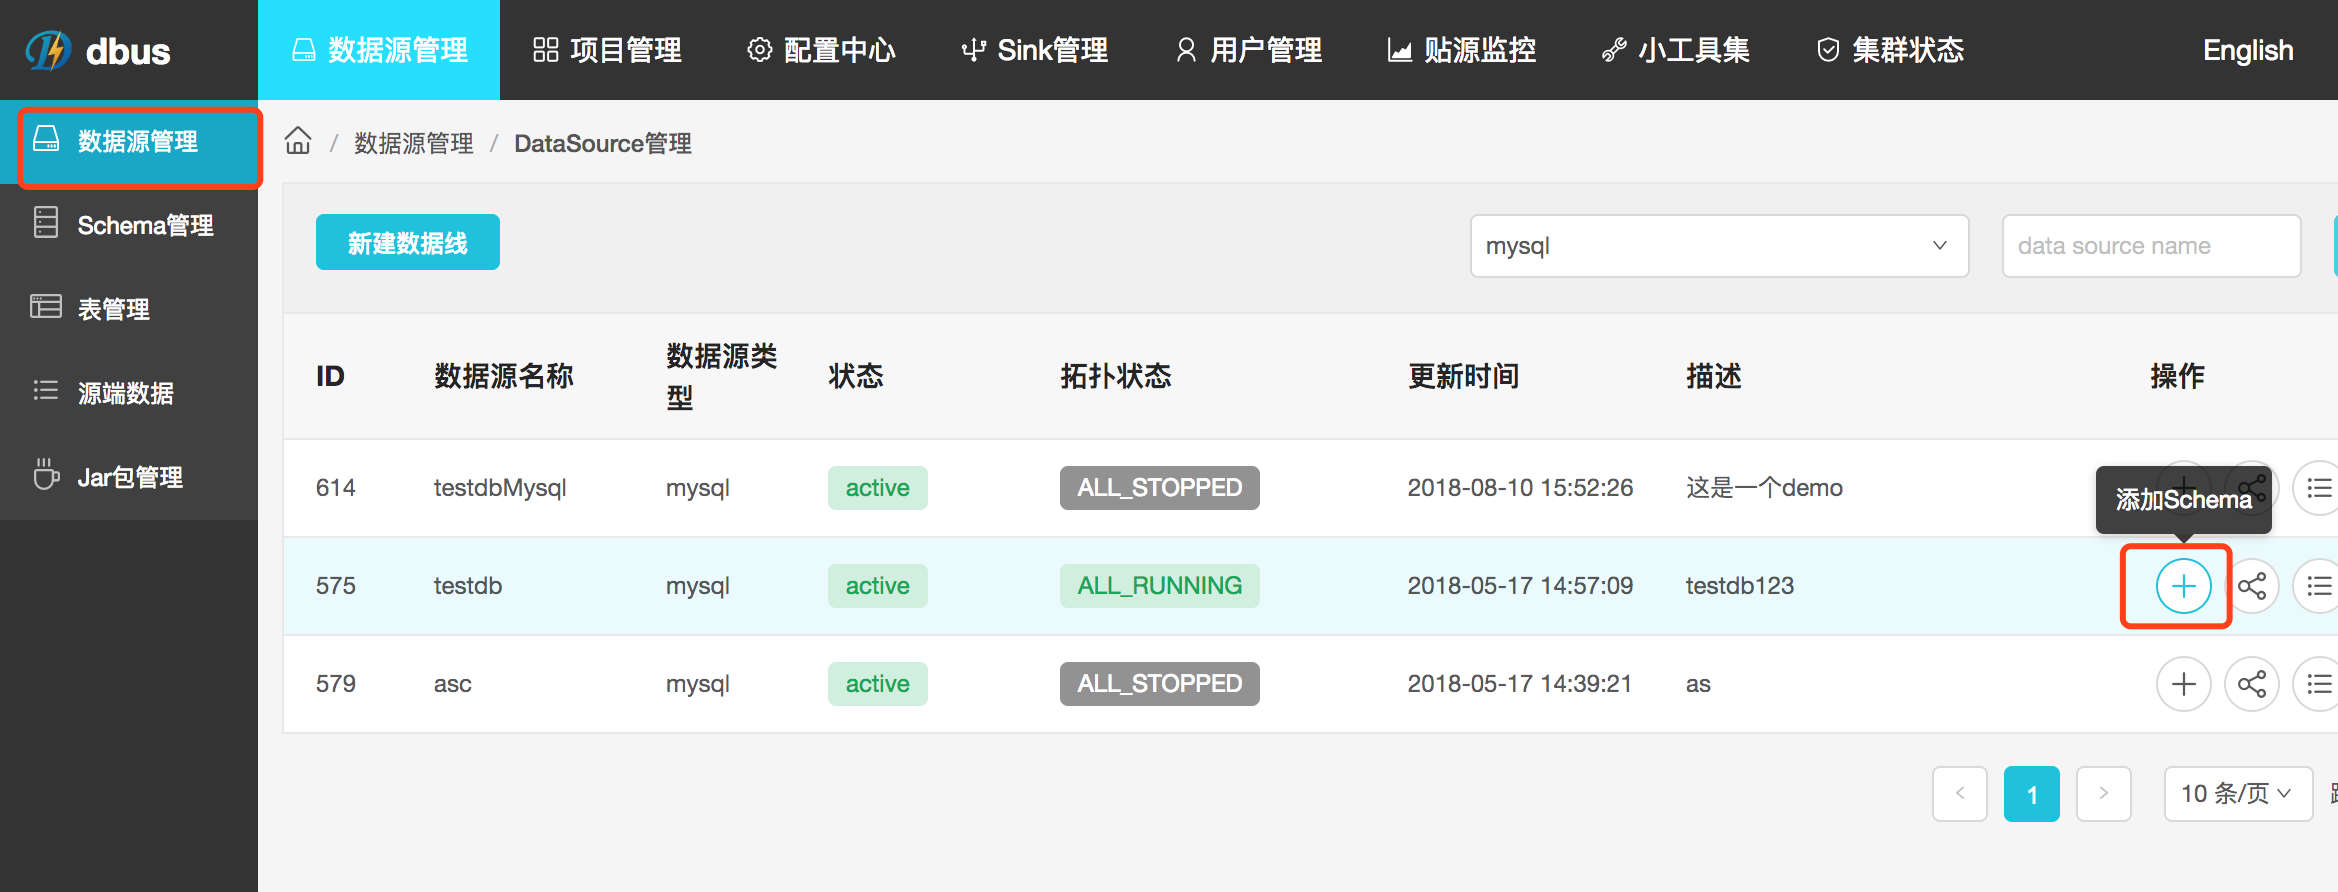 dbus
数据源管理
项目管理
配置中心
Sink管理
用户管理
贴源监控
小工具集
集群状态
English
数据源管理
Schema管理
表管理
源端数据
Jar包管理
/ 数据源管理 / DataSource管理
新建数据线
mysql
data source name
ID 数据源名称 数据源类型 状态 拓扑状态 更新时间 描述 操作
614 testdbMysql mysql active ALL_STOPPED 2018-08-10 15:52:26 这是一个demo
添加Schema
575 testdb mysql active ALL_RUNNING 2018-05-17 14:57:09 testdb123
579 asc mysql active ALL_STOPPED 2018-05-17 14:39:21 as
< 1 > 10 条/页